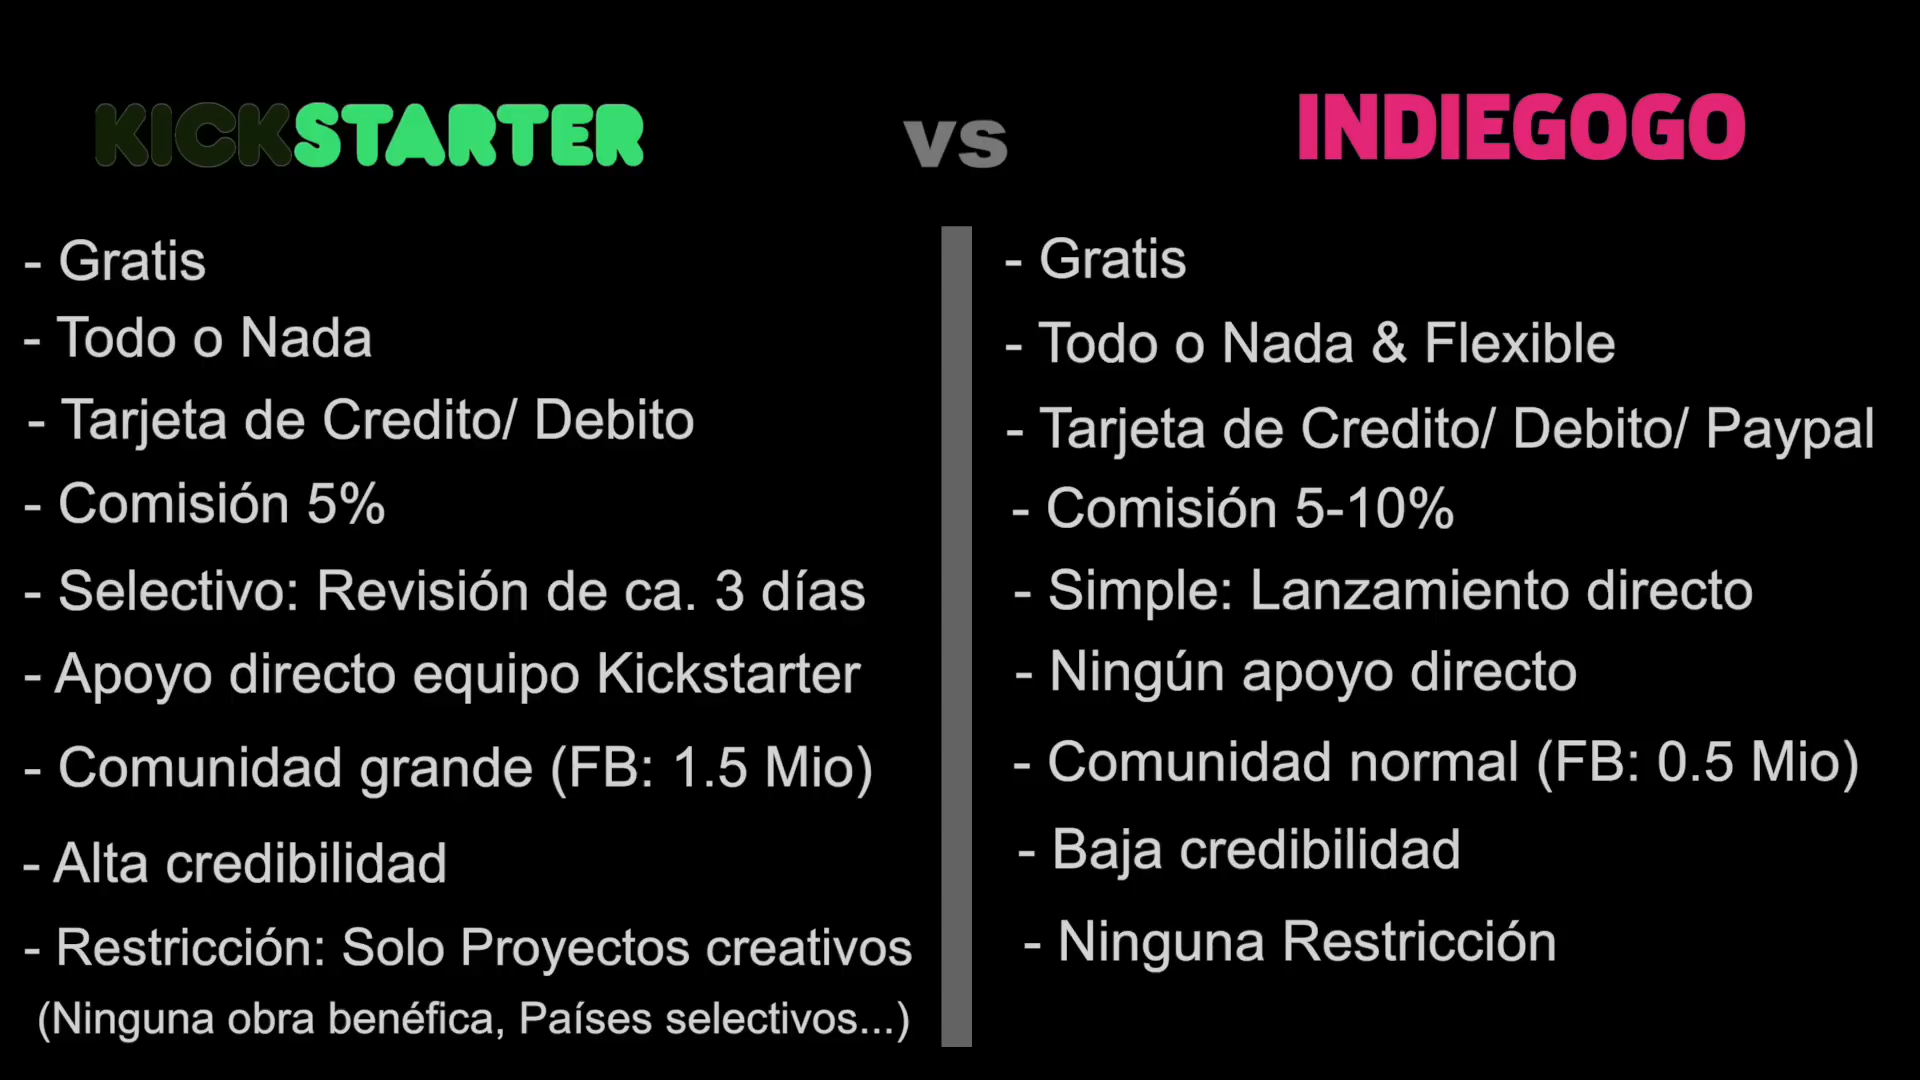 KICKSTARTER vs INDIEGOGO
- Gratis
- Todo o Nada
- Tarjeta de Credito/ Debito
- Comisión 5%
- Selectivo: Revisión de ca. 3 días
- Apoyo directo equipo Kickstarter
- Comunidad grande (FB: 1.5 Mio)
- Alta credibilidad
- Restricción: Solo Proyectos creativos
(Ninguna obra benéfica, Países selectivos...)
- Gratis
- Todo o Nada & Flexible
- Tarjeta de Credito/ Debito/ Paypal
- Comisión 5-10%
- Simple: Lanzamiento directo
- Ningún apoyo directo
- Comunidad normal (FB: 0.5 Mio)
- Baja credibilidad
- Ninguna Restricción